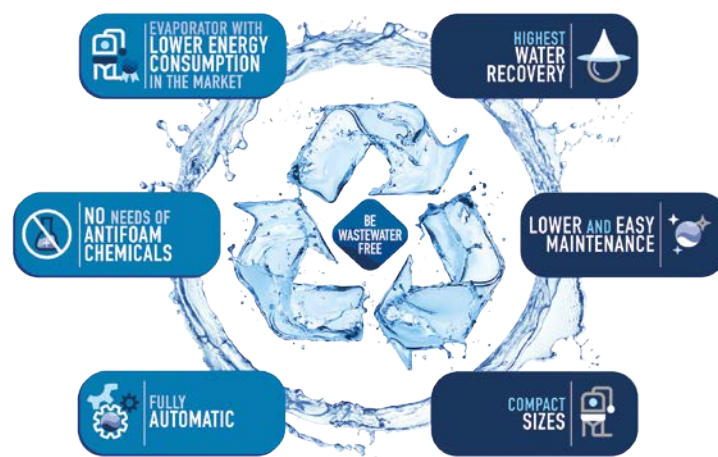 EVAPORATOR WITH
LOWER ENERGY
CONSUMPTION
IN THE MARKET
HIGHEST
WATER
RECOVERY
NO NEEDS OF
ANTIFOAM
CHEMICALS
BE
WASTEWATER
FREE
LOWER AND EASY
MAINTENANCE
FULLY
AUTOMATIC
COMPACT
SIZES